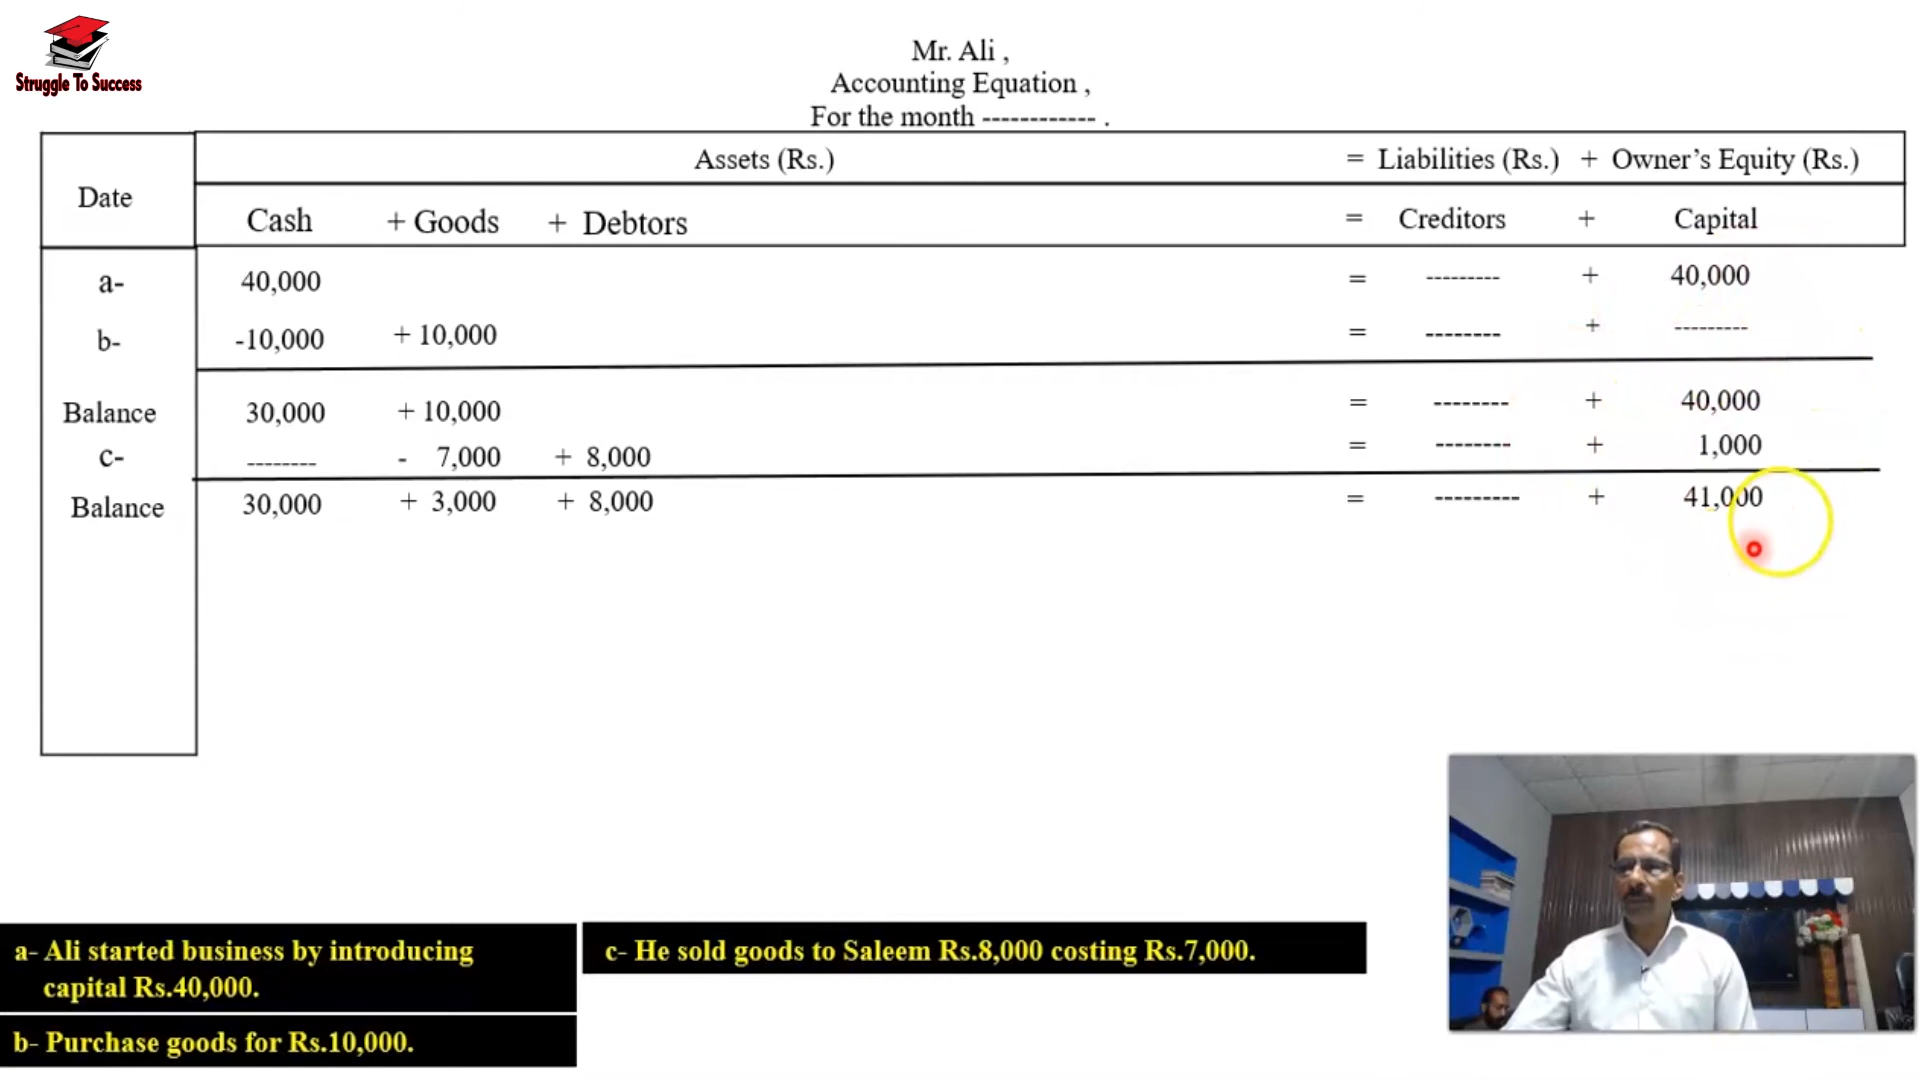 Struggle To Success
Mr. Ali ,
Accounting Equation ,
For the month ------------ .
Date
Assets (Rs.) = Liabilities (Rs.) + Owner’s Equity (Rs.)
Cash + Goods + Debtors = Creditors + Capital
a- 40,000 = --------- + 40,000
b- -10,000 + 10,000 = --------- + ---------
Balance 30,000 + 10,000 = --------- + 40,000
c- -------- - 7,000 + 8,000 = --------- + 1,000
Balance 30,000 + 3,000 + 8,000 = ---------- + 41,000
a- Ali started business by introducing
capital Rs.40,000.
b- Purchase goods for Rs.10,000.
c- He sold goods to Saleem Rs.8,000 costing Rs.7,000.